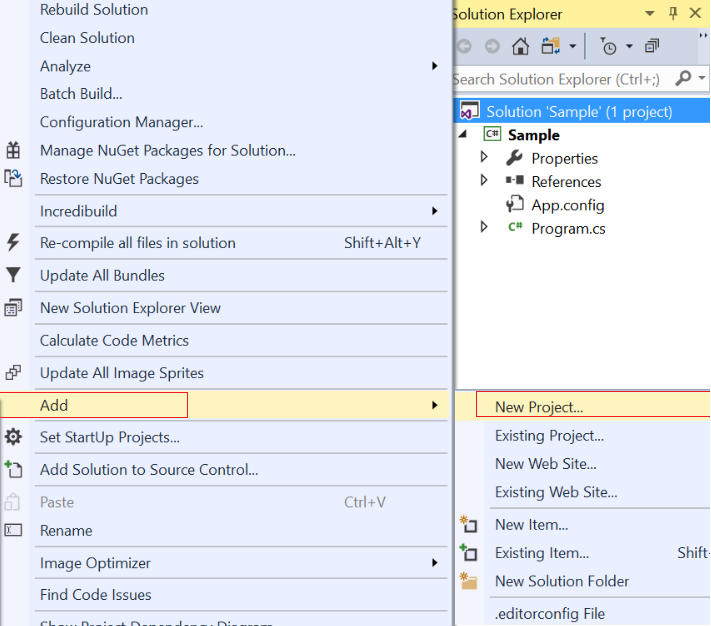 Rebuild Solution
Clean Solution
Analyze
Batch Build...
Configuration Manager...
Manage NuGet Packages for Solution...
Restore NuGet Packages
Incredibuild
Re-compile all files in solution Shift+Alt+Y
Update All Bundles
New Solution Explorer View
Calculate Code Metrics
Update All Image Sprites
Add
Set StartUp Projects...
Add Solution to Source Control...
Paste Ctrl+V
Rename
Image Optimizer
Find Code Issues
Show Project Dependency Diagram
Solution Explorer
Search Solution Explorer (Ctrl+;)
Solution 'Sample' (1 project)
C# Sample
Properties
References
App.config
C# Program.cs
New Project...
Existing Project...
New Web Site...
Existing Web Site...
New Item...
Existing Item... Shift-
New Solution Folder
.editorconfig File